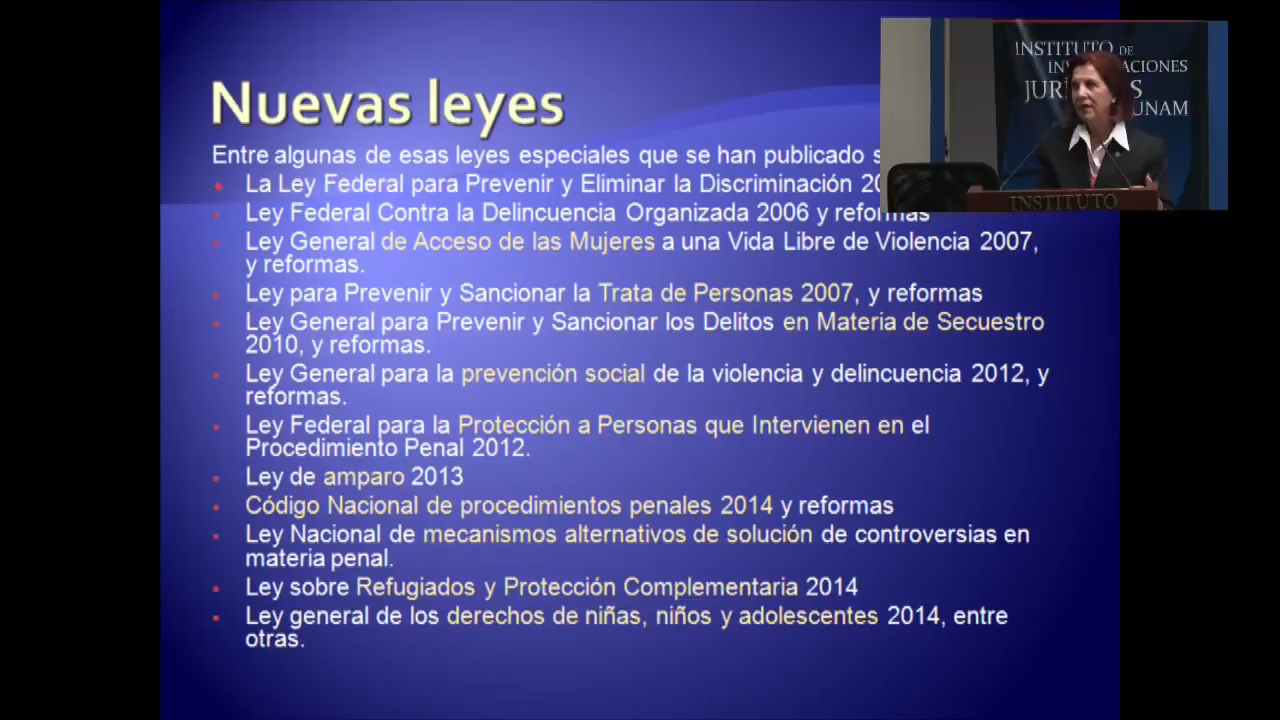 Nuevas leyes
Entre algunas de esas leyes especiales que se han publicado
La Ley Federal para Prevenir y Eliminar la Discriminación
Ley Federal Contra la Delincuencia Organizada 2006 y reformas
Ley General de Acceso de las Mujeres a una Vida Libre de Violencia 2007,
y reformas.
Ley para Prevenir y Sancionar la Trata de Personas 2007, y reformas
Ley General para Prevenir y Sancionar los Delitos en Materia de Secuestro
2010, y reformas.
Ley General para la prevención social de la violencia y delincuencia 2012, y
reformas.
Ley Federal para la Protección a Personas que Intervienen en el
Procedimiento Penal 2012.
Ley de amparo 2013
Código Nacional de procedimientos penales 2014 y reformas
Ley Nacional de mecanismos alternativos de solución de controversias en
materia penal.
Ley sobre Refugiados y Protección Complementaria 2014
Ley general de los derechos de niñas, niños y adolescentes 2014, entre
otras.
INSTITUTO DE
UNAM
INSTITUTO